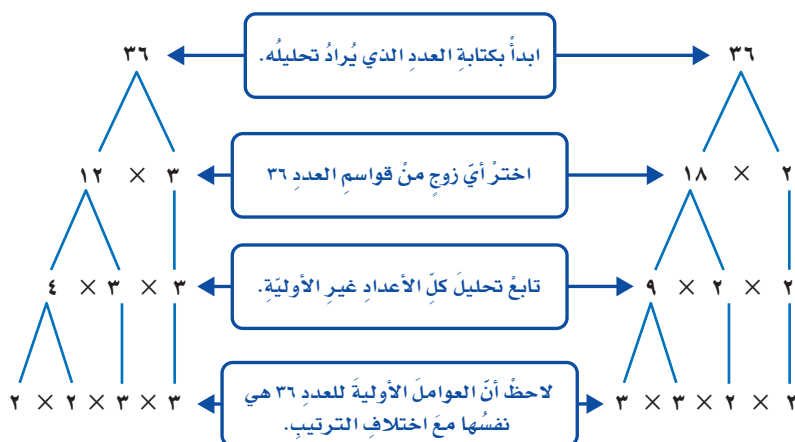 ٣٦ ابدأْ بكتابةِ العددِ الذي يُرادُ تحليلُه. ٣٦
٢ × ١٨ اخترْ أيّ زوجٍ منْ قواسمِ العددِ ٣٦ ٣ × ١٢
٢ × ٢ × ٩ تابعْ تحليلَ كلّ الأعدادِ غيرِ الأوليّةِ. ٣ × ٣ × ٤
٢ × ٢ × ٣ × ٣ لاحظْ أنّ العواملَ الأوليةَ للعددِ ٣٦ هي ٣ × ٣ × ٢ × ٢
نفسُها معَ اختلافِ الترتيبِ.